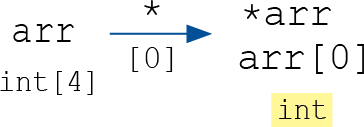 arr
int[4]
*
[0]
*arr
arr[0]
int